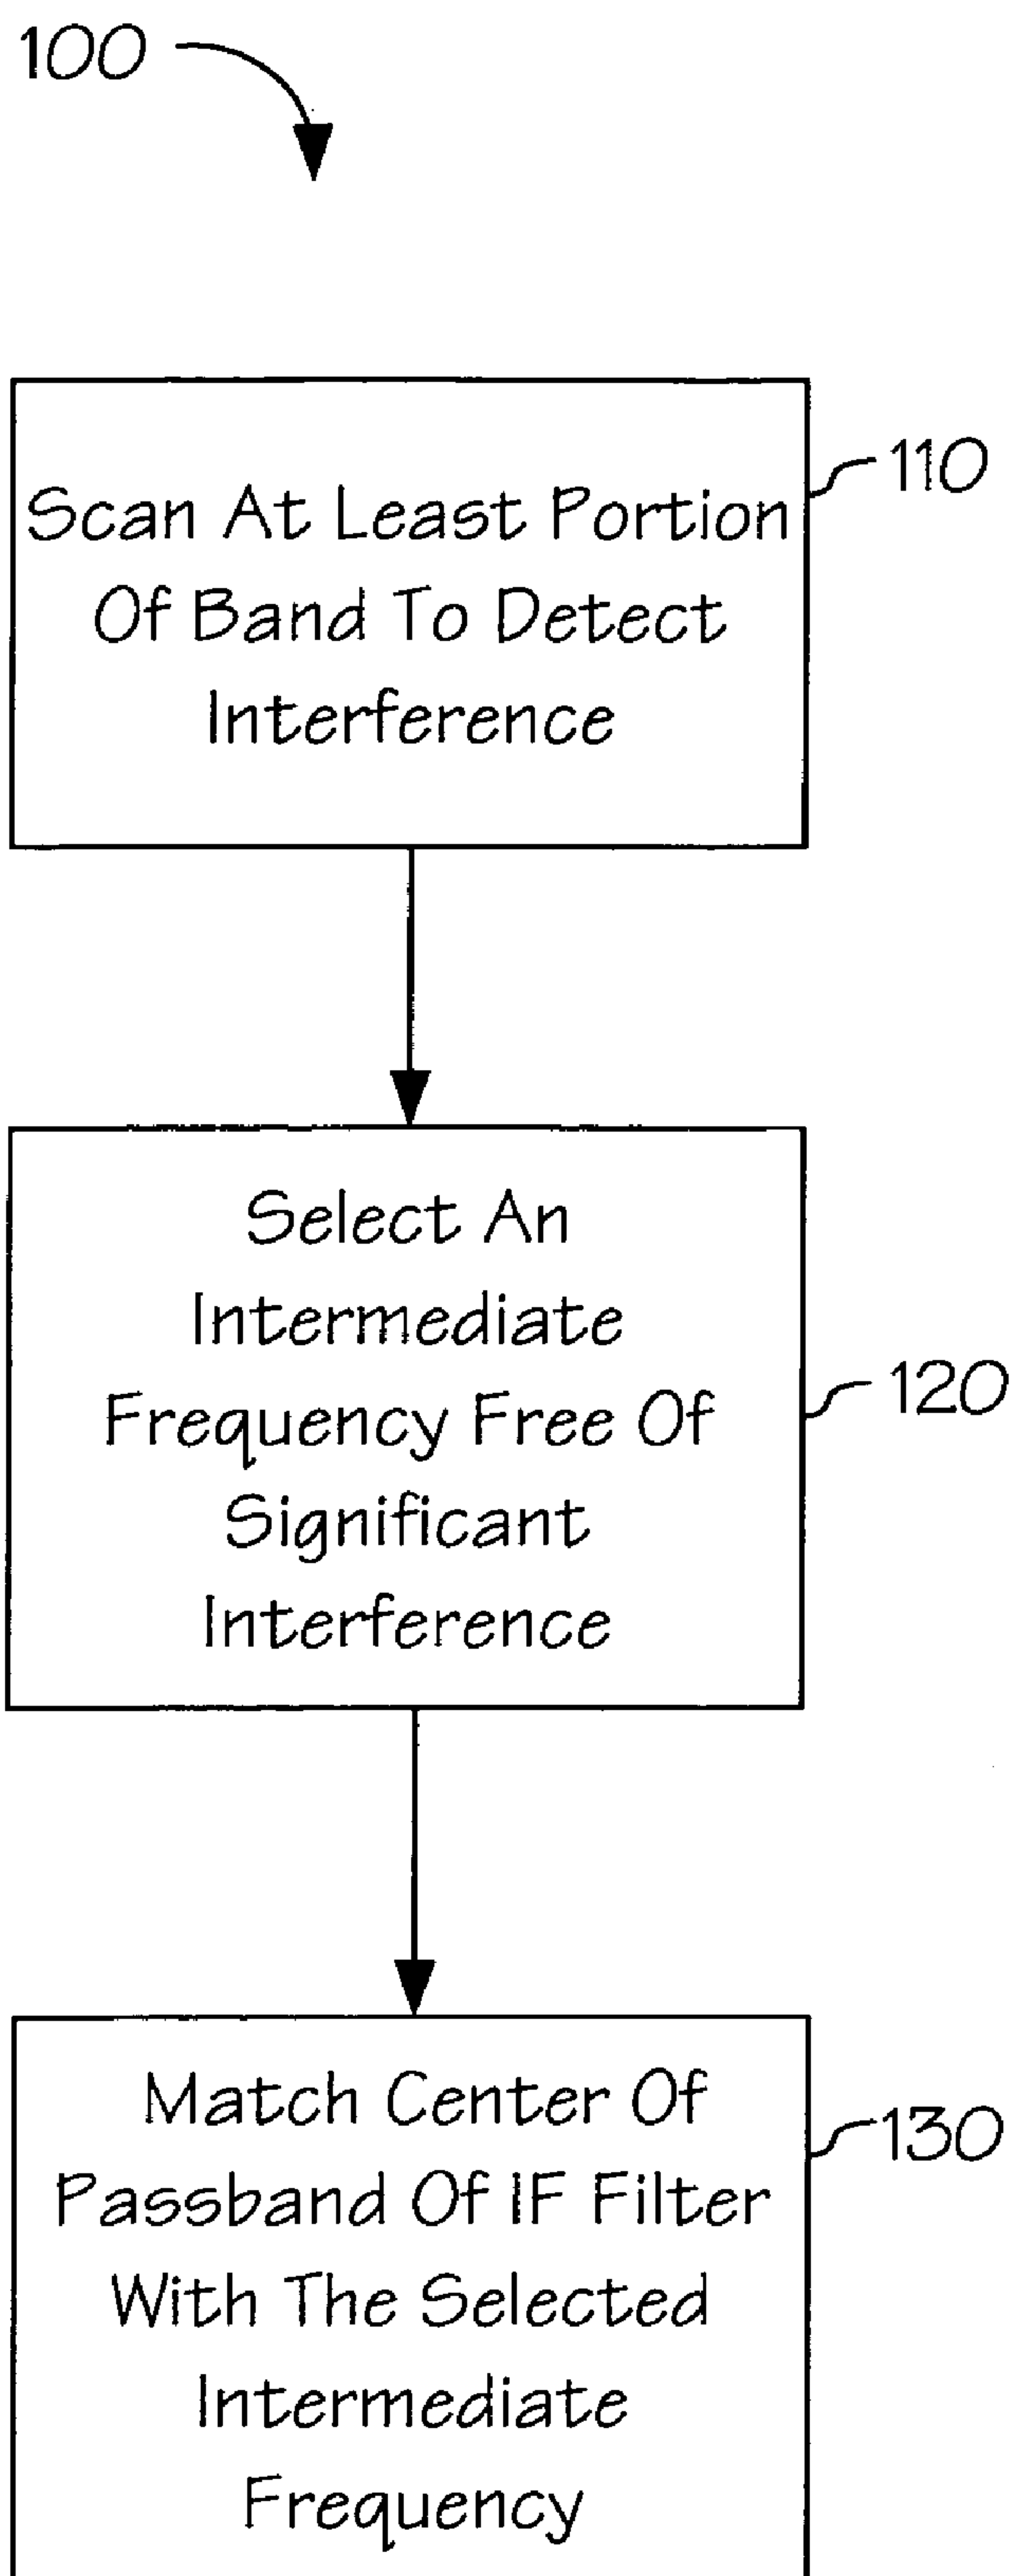 100
Scan At Least Portion
Of Band To Detect
Interference
110
Select An
Intermediate
Frequency Free Of
Significant
Interference
120
Match Center Of
Passband Of IF Filter
With The Selected
Intermediate
Frequency
130